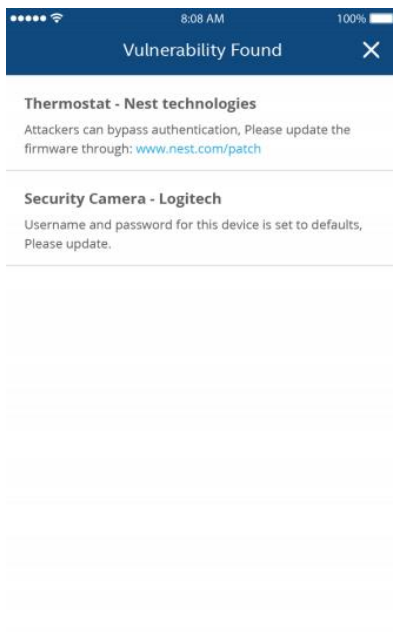 8:08 AM 100%
Vulnerability Found
Thermostat - Nest technologies
Attackers can bypass authentication, Please update the
firmware through: www.nest.com/patch
Security Camera - Logitech
Username and password for this device is set to defaults,
Please update.